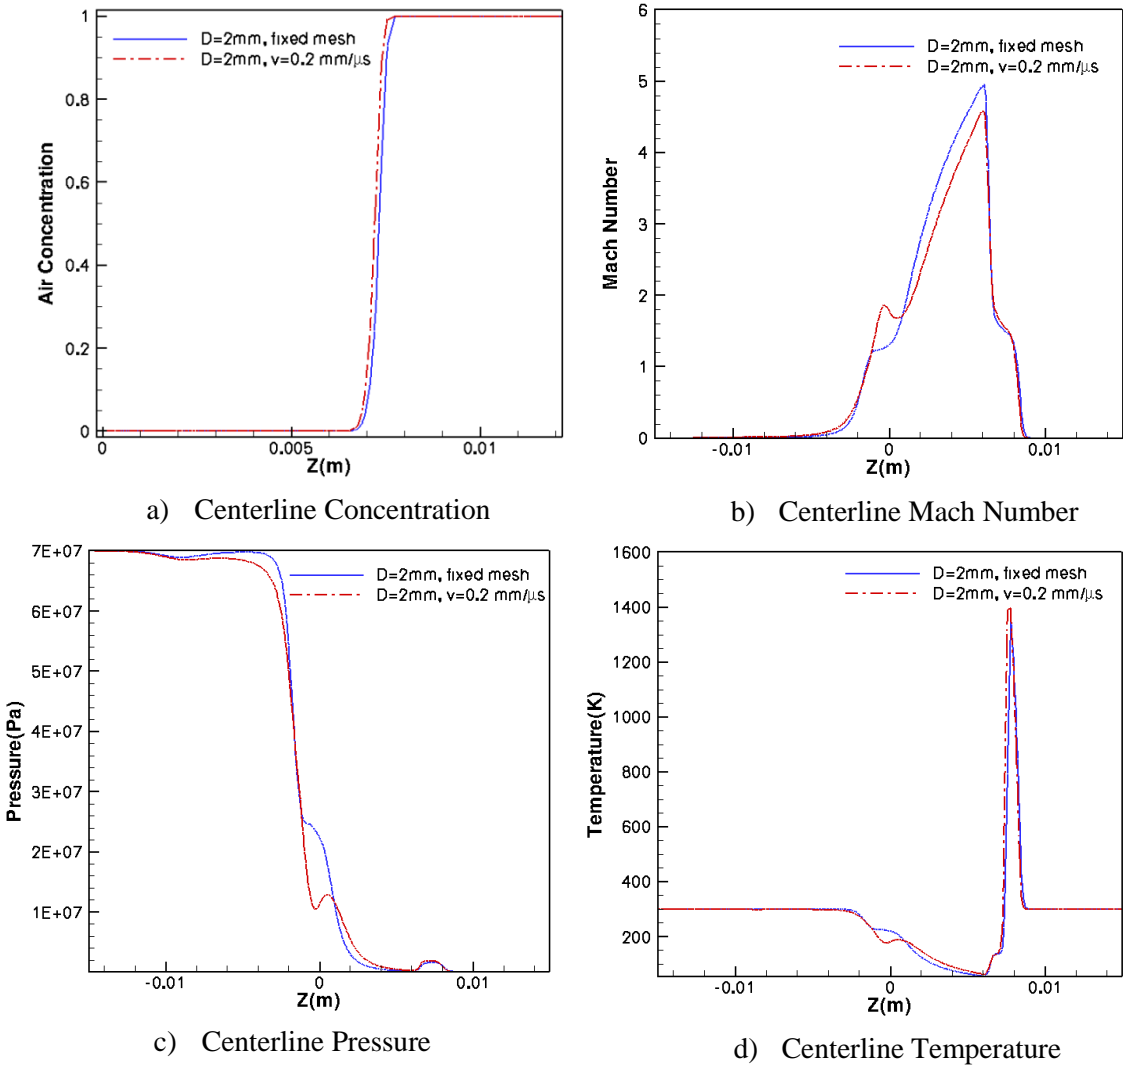 1
0.8
0.6
0.4
0.2
0
Air Concentration
D=2mm, fixed mesh
D=2mm, v=0.2 mm/μs
0
0.005
0.01
Z(m)
a) Centerline Concentration
6
5
4
3
2
1
0
Mach Number
D=2mm, fixed mesh
D=2mm, v=0.2 mm/μs
-0.01
0
0.01
Z(m)
b) Centerline Mach Number
7E+07
6E+07
5E+07
4E+07
3E+07
2E+07
1E+07
Pressure(Pa)
D=2mm, fixed mesh
D=2mm, v=0.2 mm/μs
-0.01
0
0.01
Z(m)
c) Centerline Pressure
1600
1400
1200
1000
800
600
400
200
Temperature(K)
D=2mm, fixed mesh
D=2mm, v=0.2 mm/μs
-0.01
0
0.01
Z(m)
d) Centerline Temperature